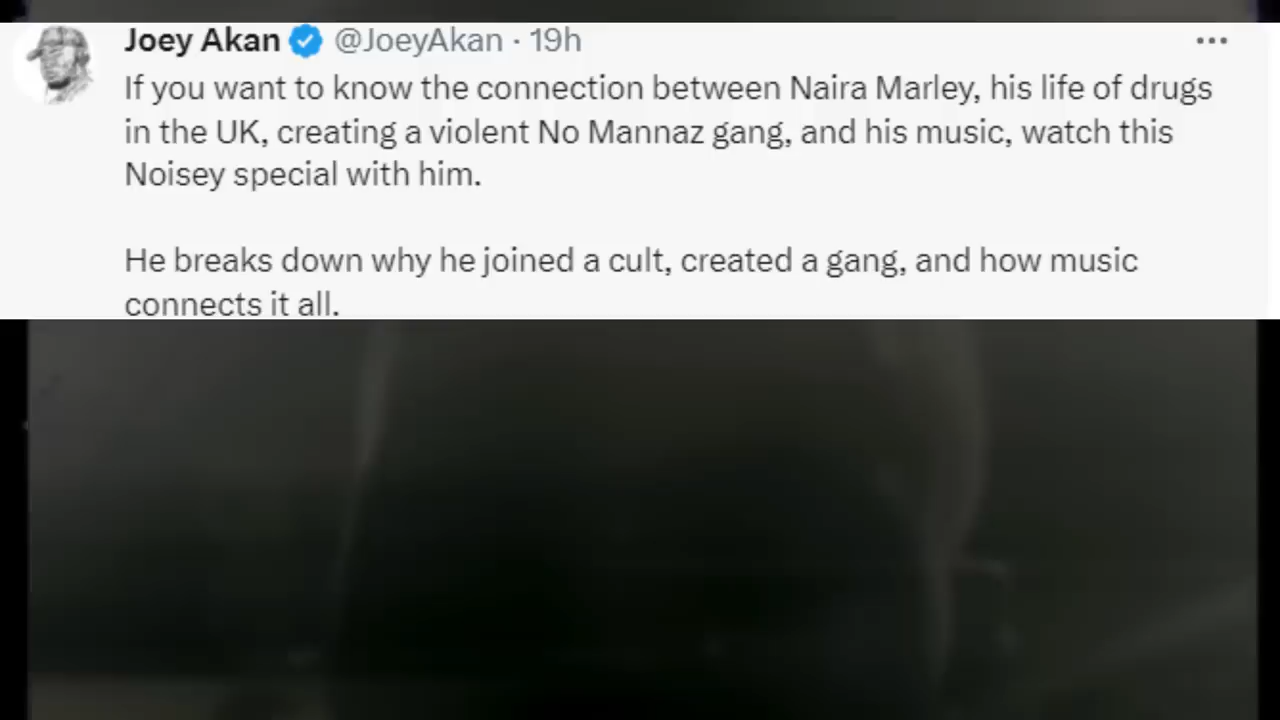 Joey Akan @JoeyAkan · 19h
If you want to know the connection between Naira Marley, his life of drugs
in the UK, creating a violent No Mannaz gang, and his music, watch this
Noisey special with him.
He breaks down why he joined a cult, created a gang, and how music
connects it all.